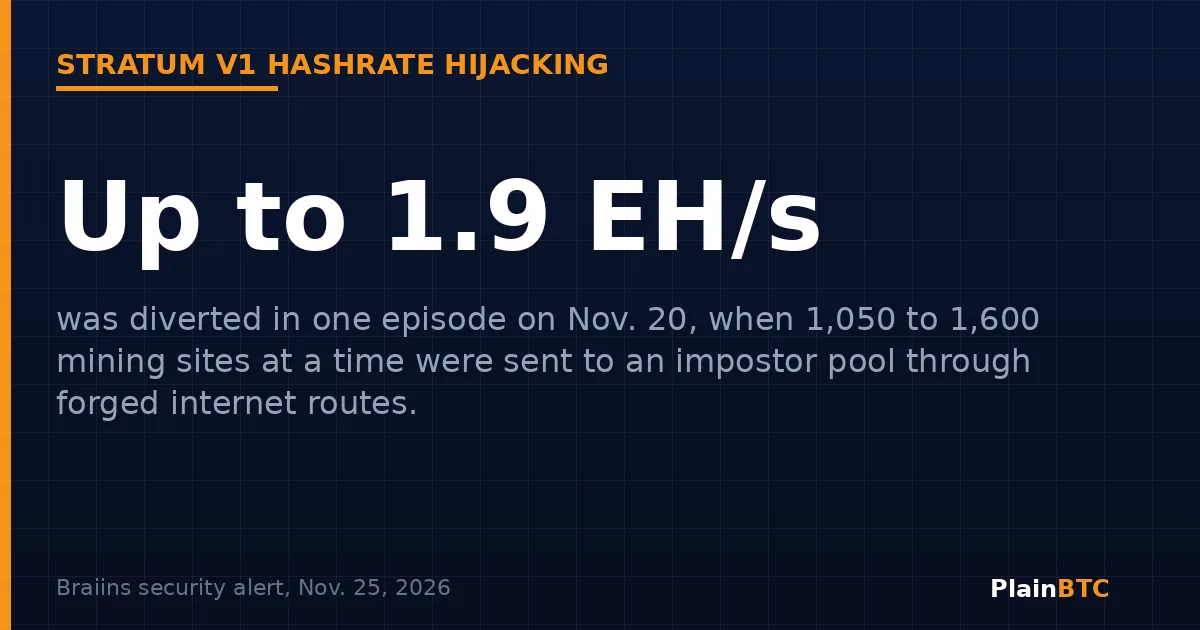 STRATUM V1 HASHRATE HIJACKING
Up to 1.9 EH/s
was diverted in one episode on Nov. 20, when 1,050 to 1,600
mining sites at a time were sent to an impostor pool through
forged internet routes.
Braiins security alert, Nov. 25, 2026
PlainBTC